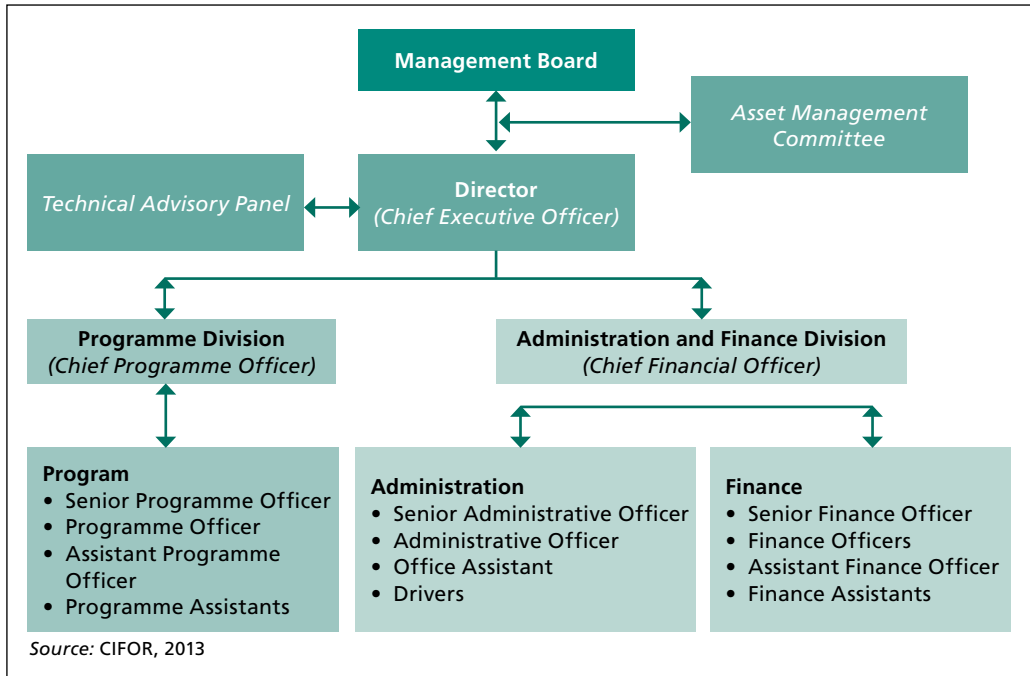 Management Board
Asset Management
Committee
Technical Advisory Panel
Director
(Chief Executive Officer)
Programme Division
(Chief Programme Officer)
Administration and Finance Division
(Chief Financial Officer)
Program
• Senior Programme Officer
• Programme Officer
• Assistant Programme
Officer
• Programme Assistants
Administration
• Senior Administrative Officer
• Administrative Officer
• Office Assistant
• Drivers
Finance
• Senior Finance Officer
• Finance Officers
• Assistant Finance Officer
• Finance Assistants
Source: CIFOR, 2013